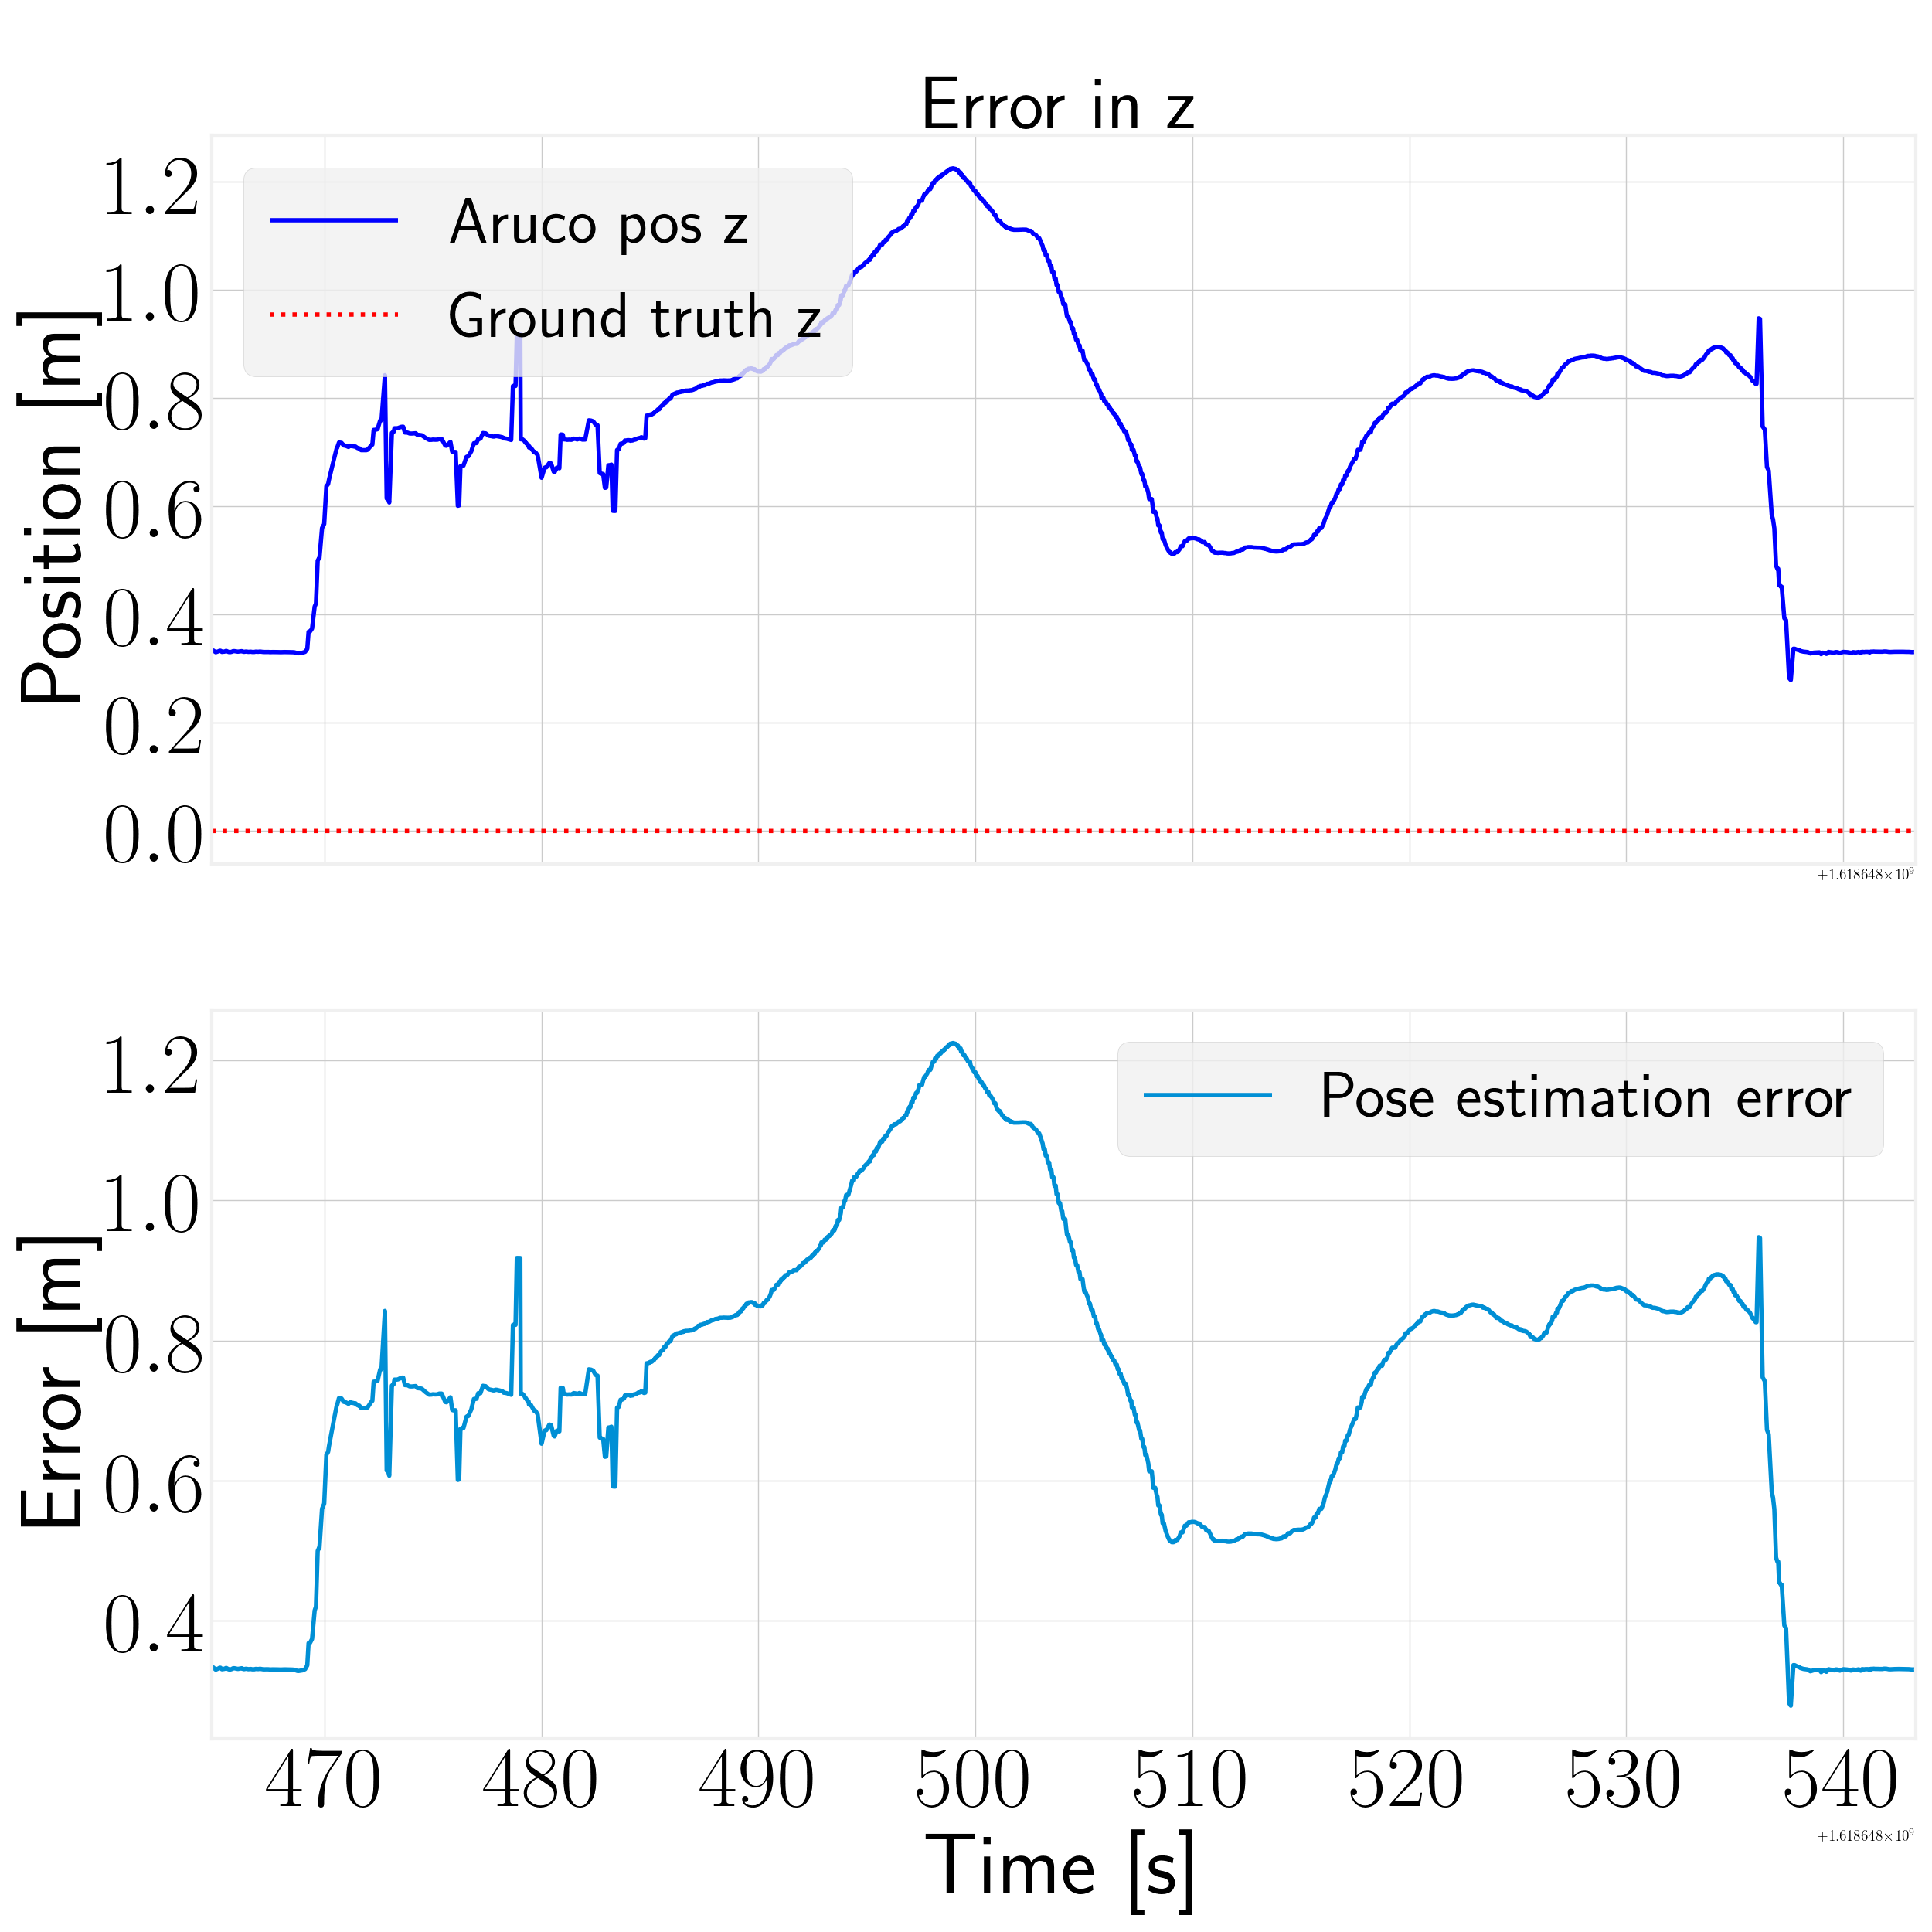 Error in z
Position [m]
1.2
1.0
0.8
0.6
0.4
0.2
0.0
Aruco pos z
Ground truth z
+1.618648×10⁹
Error [m]
1.2
1.0
0.8
0.6
0.4
Pose estimation error
470 480 490 500 510 520 530 540
+1.618648×10⁹
Time [s]